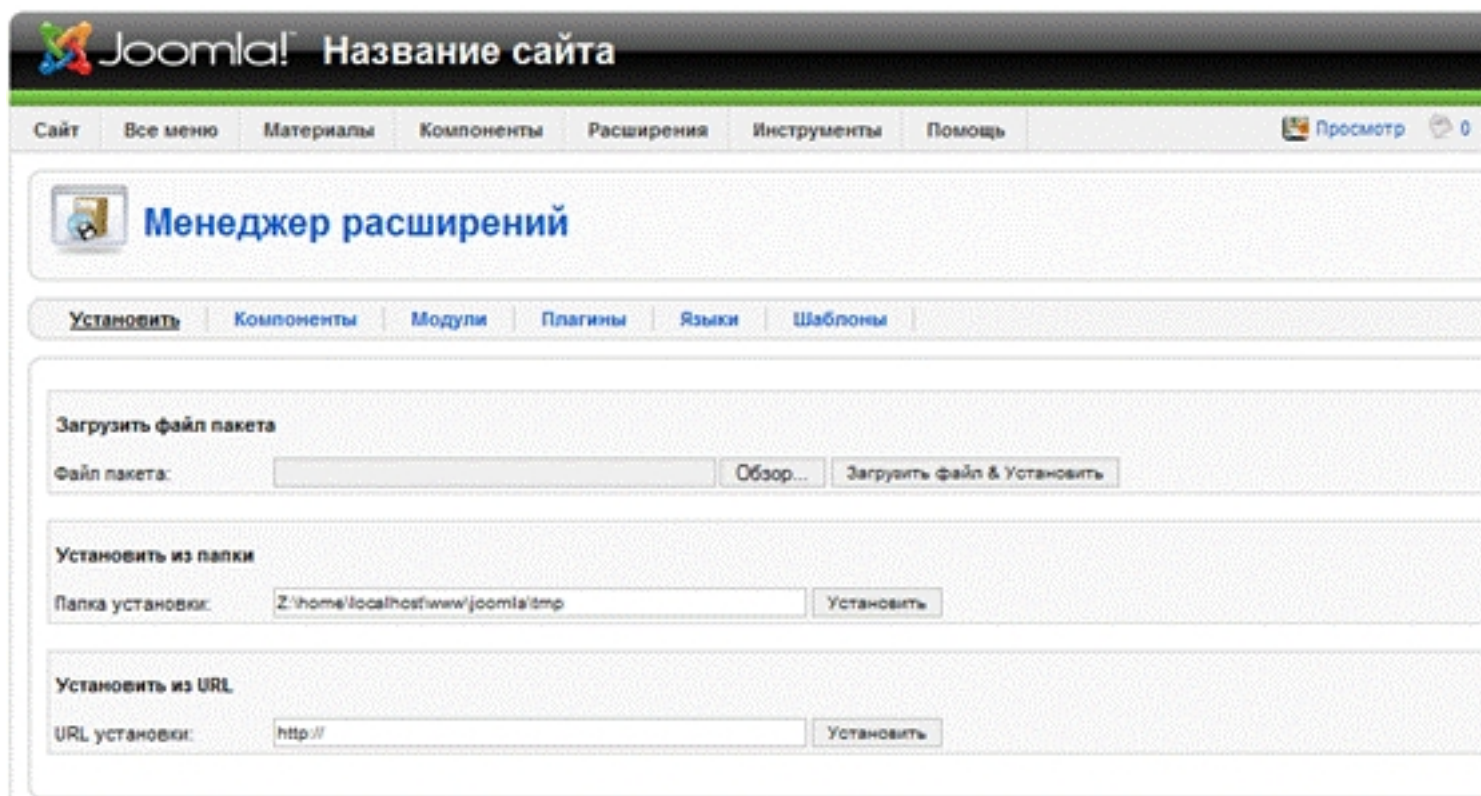 Joomla! Название сайта
Сайт Все меню Материалы Компоненты Расширения Инструменты Помощь Просмотр 0
Менеджер расширений
Установить Компоненты Модули Плагины Языки Шаблоны
Загрузить файл пакета
Файл пакета: Обзор... Загрузить файл & Установить
Установить из папки
Папка установки: Z:\home\localhost\www\joomla\tmp Установить
Установить из URL
URL установки: http:// Установить